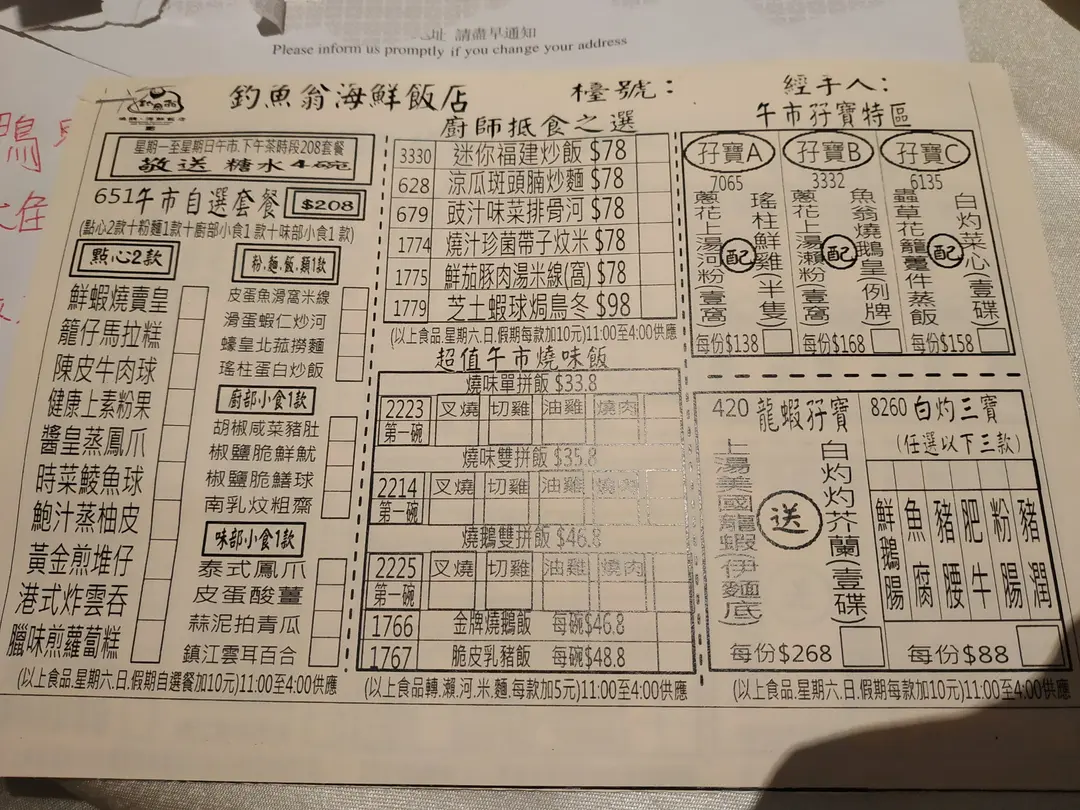 址 請盡早通知
Please inform us promptly if you change your address
釣魚翁海鮮飯店
檯號：
經手人：
星期一至星期日午市.下午茶時段208套餐
敬送 糖水4碗
651午市自選套餐 $208
(點心2款十粉麵1款十廚部小食1 款十味部小食1 款)
點心2款
鮮蝦燒賣皇
籠仔馬拉糕
陳皮牛肉球
健康上素粉果
醬皇蒸鳳爪
時菜鯪魚球
鮑汁蒸柚皮
黃金煎堆仔
港式炸雲吞
臘味煎蘿蔔糕
粉.麵.飯.類1款
皮蛋魚滑窩米線
滑蛋蝦仁炒河
蠔皇北菰撈麵
瑤柱蛋白炒飯
廚部小食1款
胡椒咸菜豬肚
椒鹽脆鮮魷
椒鹽脆鱔球
南乳炆粗齋
味部小食1款
泰式鳳爪
皮蛋酸薑
蒜泥拍青瓜
鎮江雲耳百合
(以上食品.星期六.日.假期自選餐加10元)11:00至4:00供應
廚師抵食之選
3330 迷你福建炒飯 $78
628 涼瓜斑頭腩炒麵 $78
679 豉汁味菜排骨河 $78
1774 燒汁珍菌帶子炆米 $78
1775 鮮茄豚肉湯米線(窩) $78
1779 芝士蝦球焗烏冬 $98
(以上食品.星期六.日.假期每款加10元)11:00至4:00供應
超值午市燒味飯
燒味單拼飯 $33.8
2223 叉燒 切雞 油雞 燒肉
第一碗
燒味雙拼飯 $35.8
2214 叉燒 切雞 油雞 燒肉
第一碗
燒鵝雙拼飯 $46.8
2225 叉燒 切雞 油雞 燒肉
第一碗
1766 金牌燒鵝飯 每碗$46.8
1767 脆皮乳豬飯 每碗$48.8
(以上食品轉.瀨.河.米.麵.每款加5元)11:00至4:00供應
午市孖寶特區
孖寶A
7065
蔥花上湯河粉(壹窩)
配
瑤柱鮮雞(半隻)
每份$138
孖寶B
3332
蔥花上湯瀨粉(壹窩)
配
魚翁燒鵝皇(例牌)
每份$168
孖寶C
6135
蟲草花籠躉件蒸飯
配
白灼菜心(壹碟)
每份$158
420 龍蝦孖寶
上湯美國龍蝦(伊麵底)
送
白灼灼芥蘭(壹碟)
每份$268
8260 白灼三寶
(任選以下三款)
鮮鵝腸
魚腐
豬腰
肥牛
粉腸
豬潤
每份$88
(以上食品.星期六.日.假期每款加10元)11:00至4:00供應